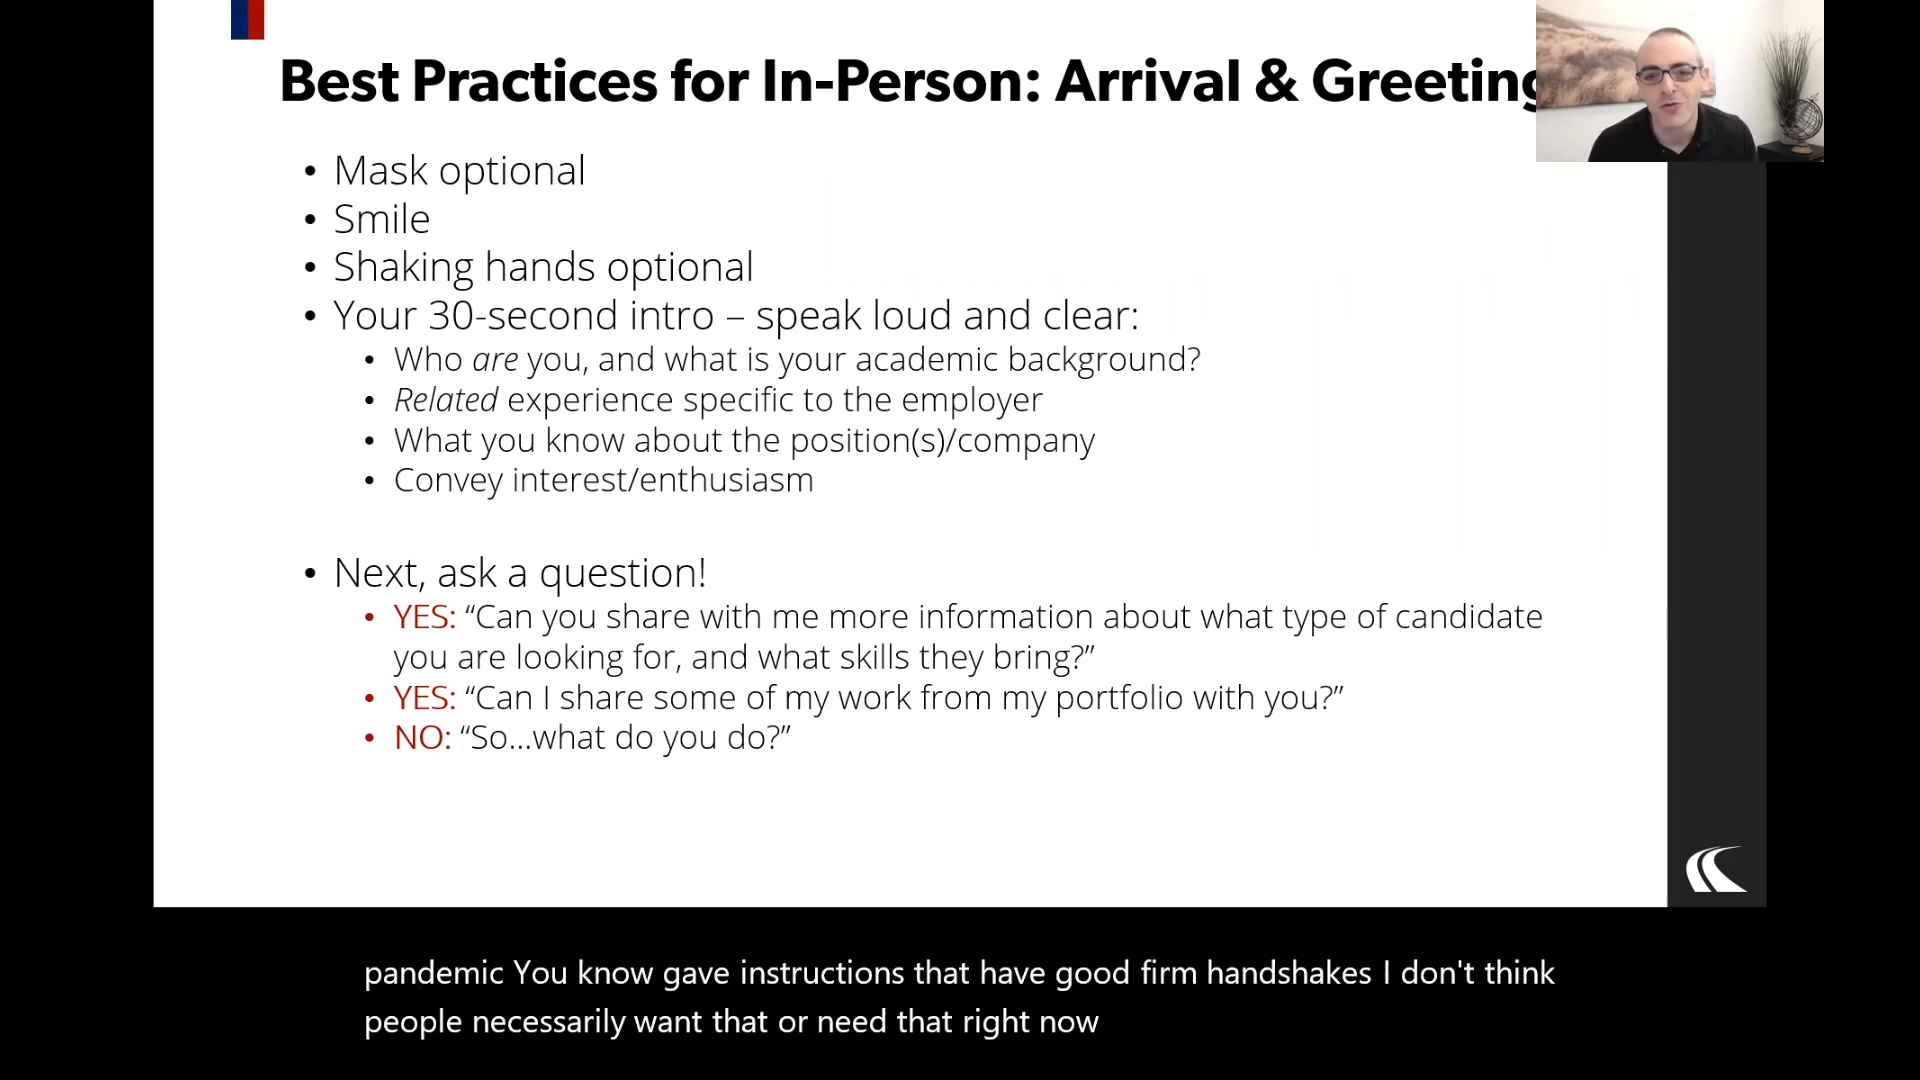 Best Practices for In-Person: Arrival & Greeting
• Mask optional
• Smile
• Shaking hands optional
• Your 30-second intro – speak loud and clear:
• Who are you, and what is your academic background?
• Related experience specific to the employer
• What you know about the position(s)/company
• Convey interest/enthusiasm
• Next, ask a question!
• YES: “Can you share with me more information about what type of candidate
you are looking for, and what skills they bring?”
• YES: “Can I share some of my work from my portfolio with you?”
• NO: “So...what do you do?”
pandemic You know gave instructions that have good firm handshakes I don't think
people necessarily want that or need that right now